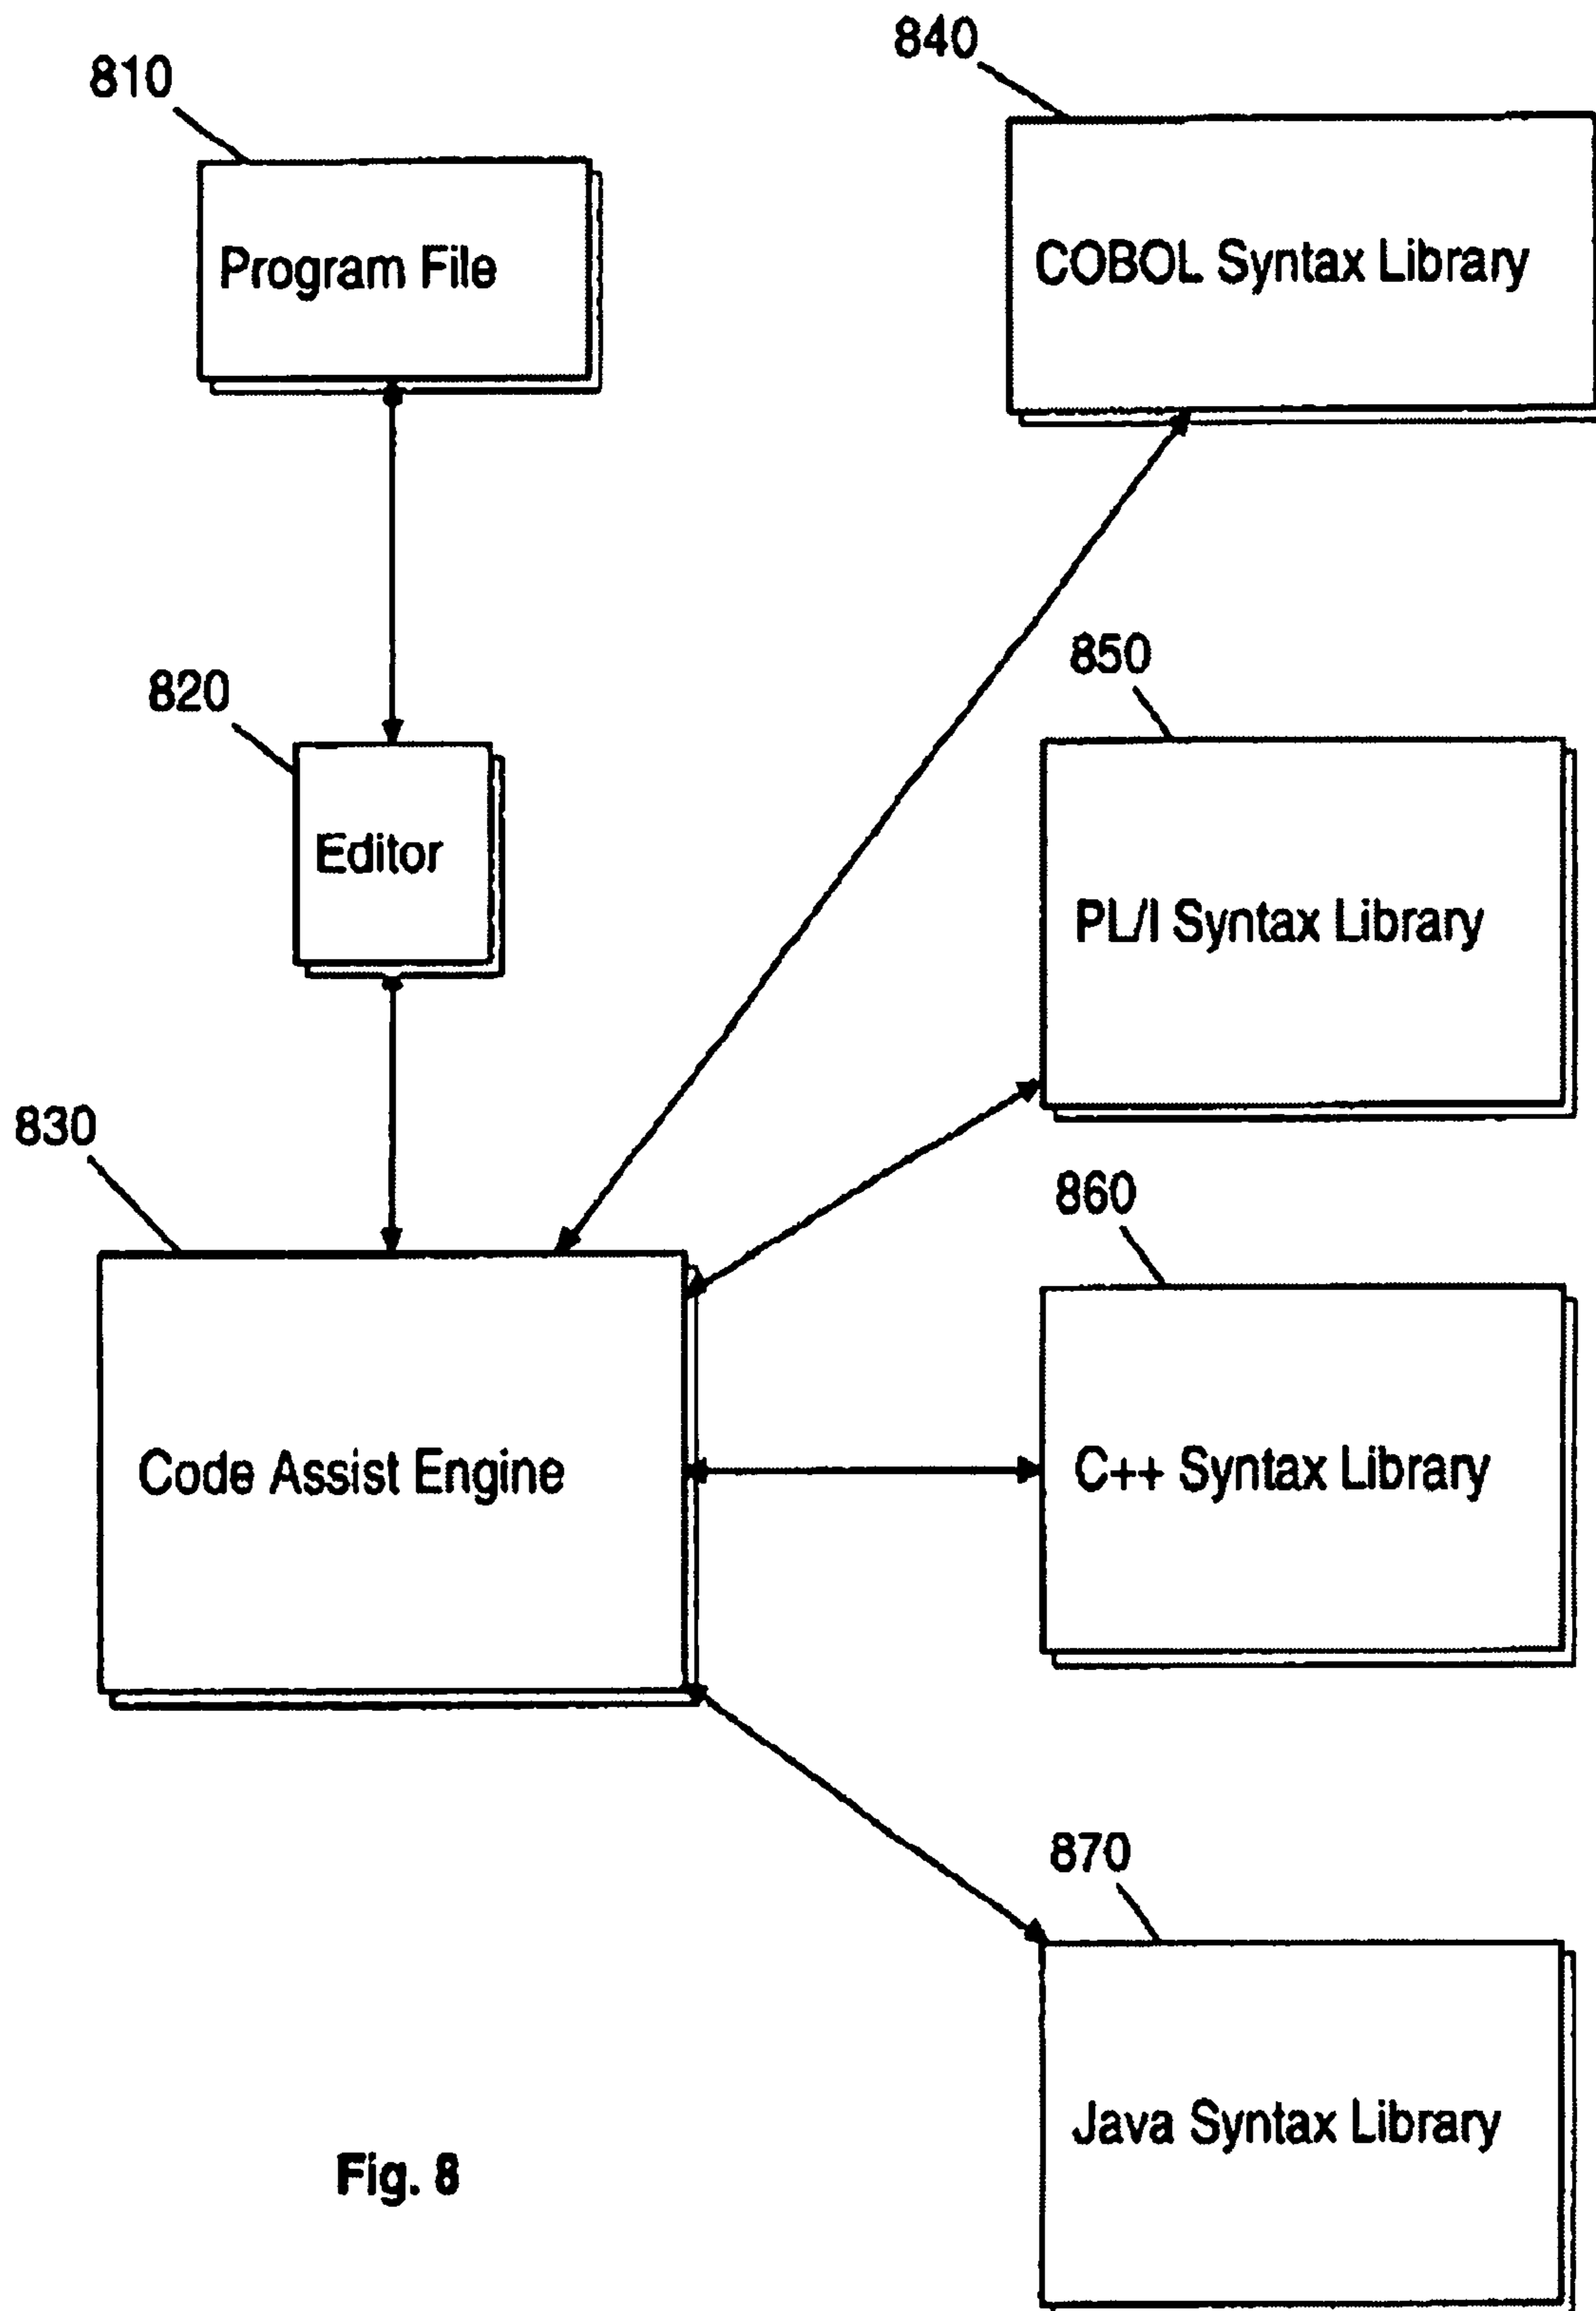 840
810
COBOL Syntax Library
Program File
850
820
Editor
PL/I Syntax Library
830
860
Code Assist Engine
C++ Syntax Library
870
Java Syntax Library
Fig. 8